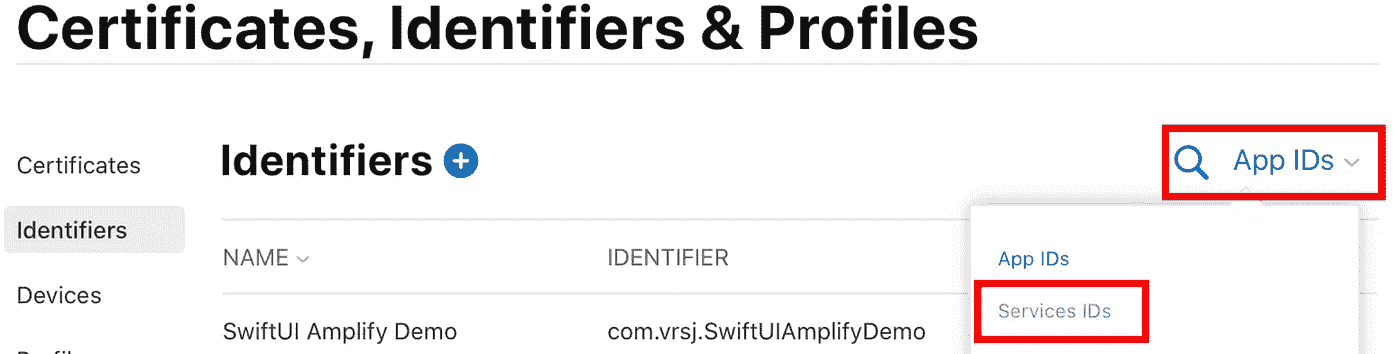 Certificates, Identifiers & Profiles
Certificates
Identifiers
Devices
Identifiers
App IDs
NAME
IDENTIFIER
SwiftUI Amplify Demo
com.vrsj.SwiftUIAmplifyDemo
App IDs
Services IDs